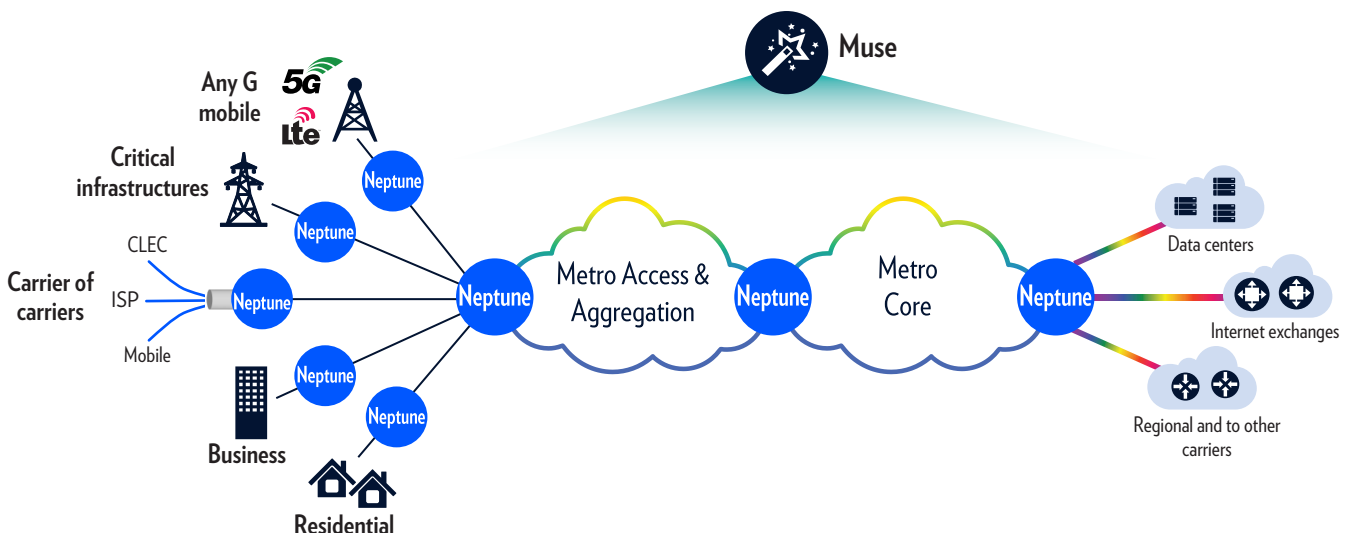 Muse
Any G
mobile
5G
Lte
Neptune
Critical
infrastructures
Neptune
CLEC
Carrier of
carriers
ISP
Mobile
Neptune
Neptune
Metro Access &
Aggregation
Neptune
Metro
Core
Neptune
Data centers
Internet exchanges
Regional and to other
carriers
Business
Neptune
Residential
Neptune